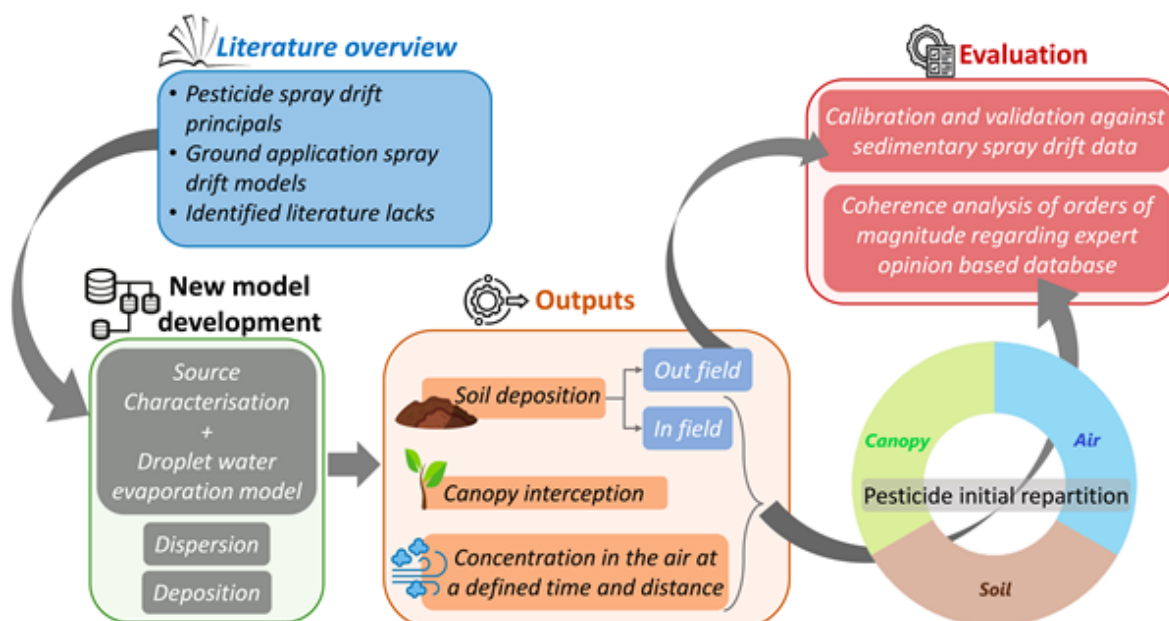 Literature overview
• Pesticide spray drift
principals
• Ground application spray
drift models
• Identified literature lacks
New model
development
Source
Characterisation
+
Droplet water
evaporation model
Dispersion
Deposition
Outputs
Soil deposition
Out field
In field
Canopy interception
Concentration in the air at
a defined time and distance
Evaluation
Calibration and validation against
sedimentary spray drift data
Coherence analysis of orders of
magnitude regarding expert
opinion based database
Canopy
Air
Pesticide initial repartition
Soil